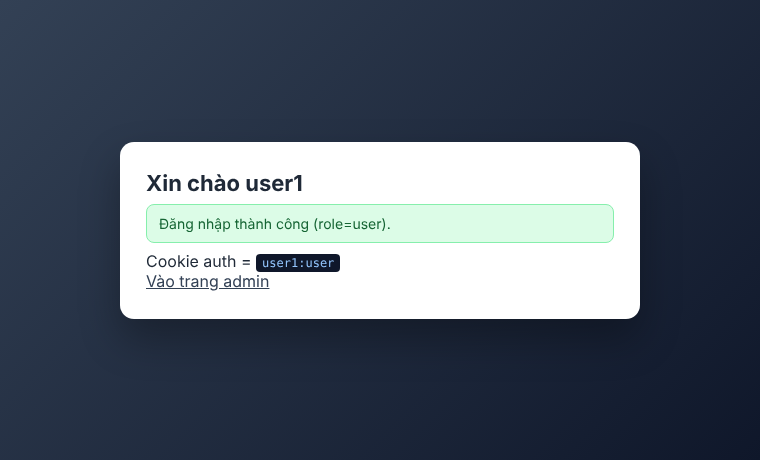 Xin chào user1
Đăng nhập thành công (role=user).
Cookie auth = user1:user
Vào trang admin